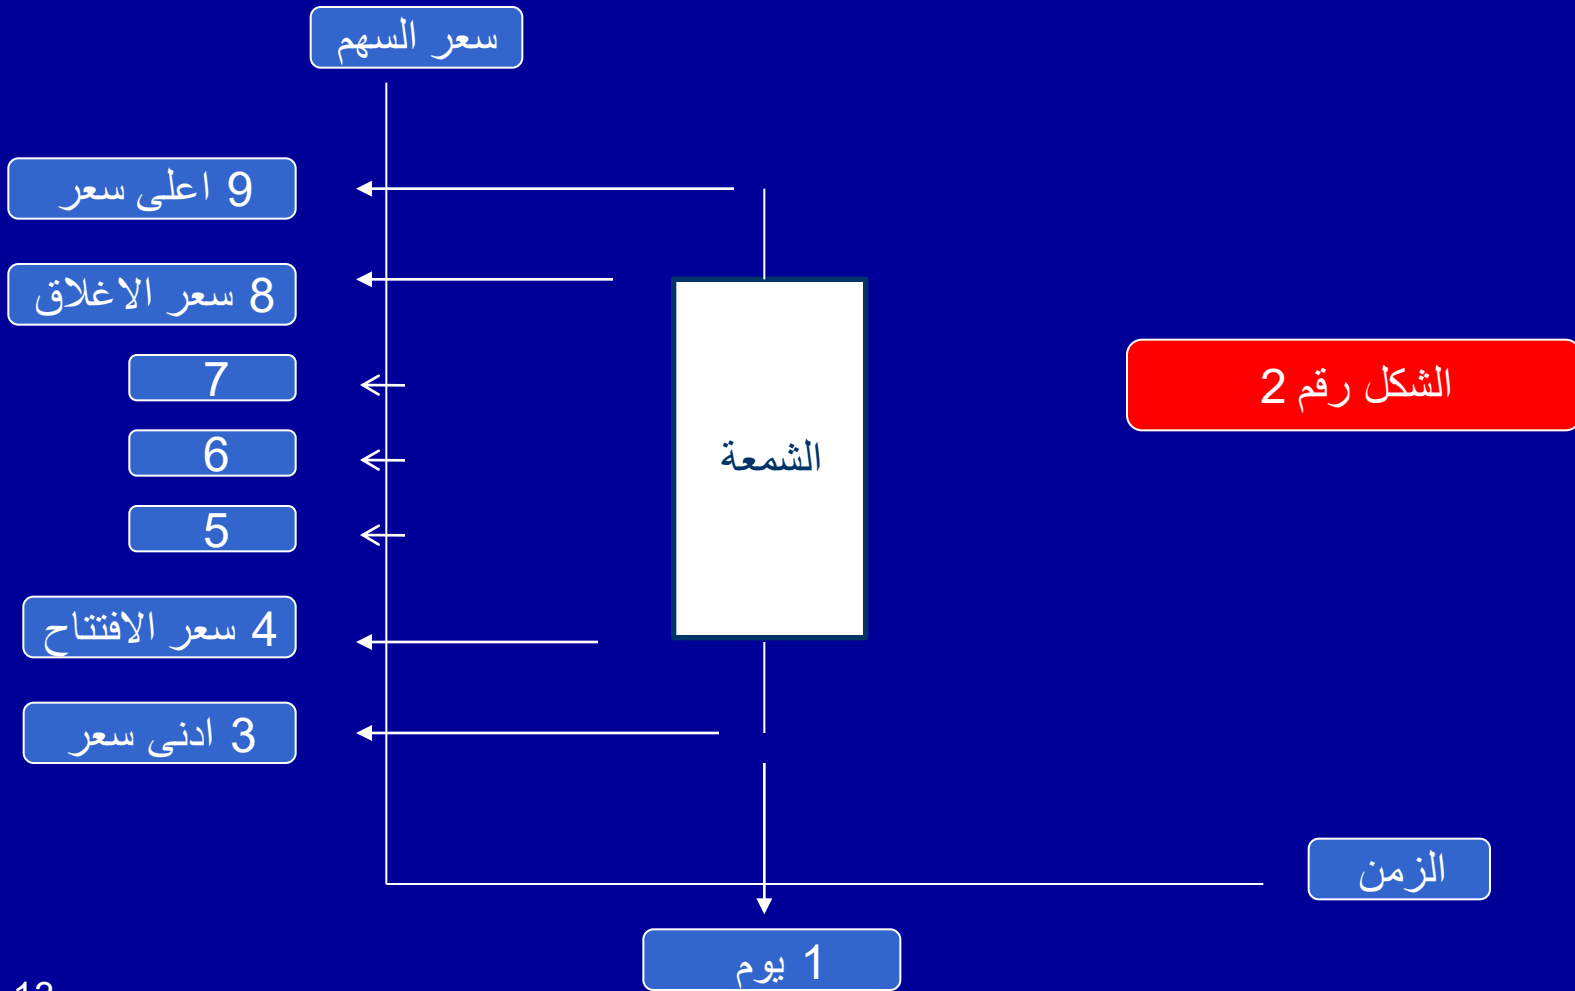 سعر السهم
9 اعلى سعر
8 سعر الاغلاق
7
الشكل رقم 2
6
الشمعة
5
4 سعر الافتتاح
3 ادنى سعر
الزمن
1 يوم